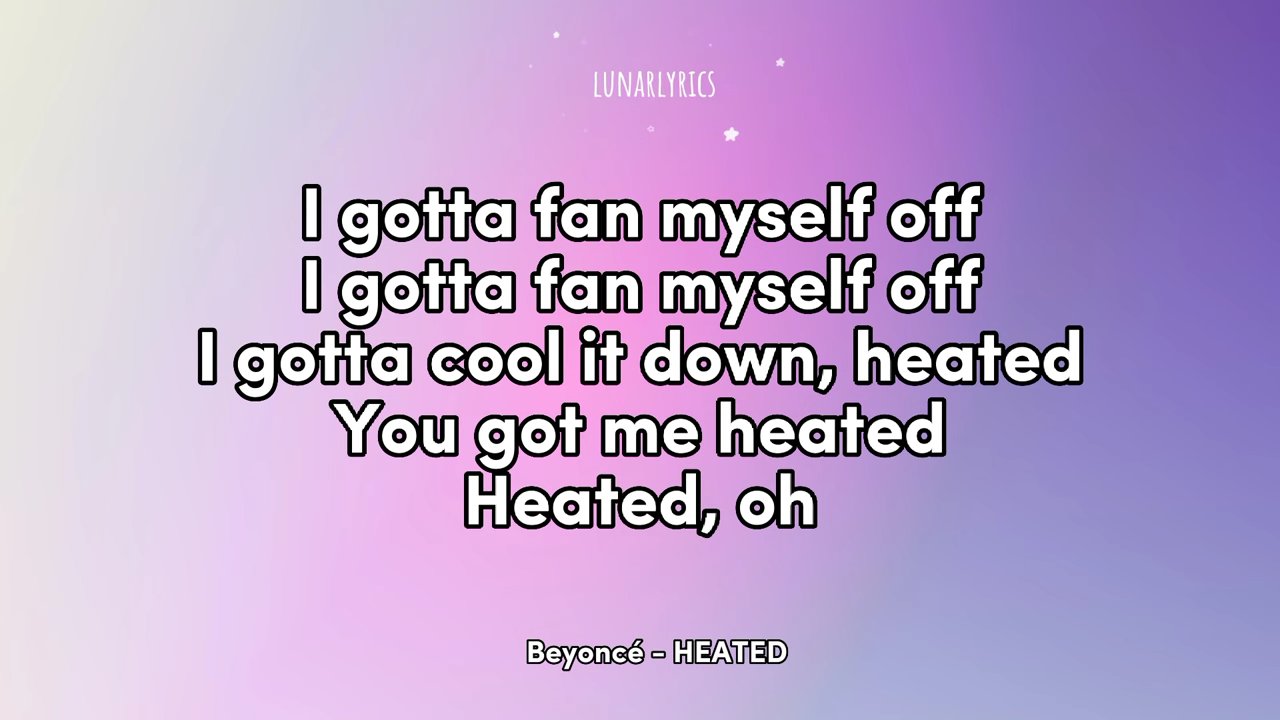 LUNARLYRICS
I gotta fan myself off
I gotta fan myself off
I gotta cool it down, heated
You got me heated
Heated, oh
Beyoncé - HEATED